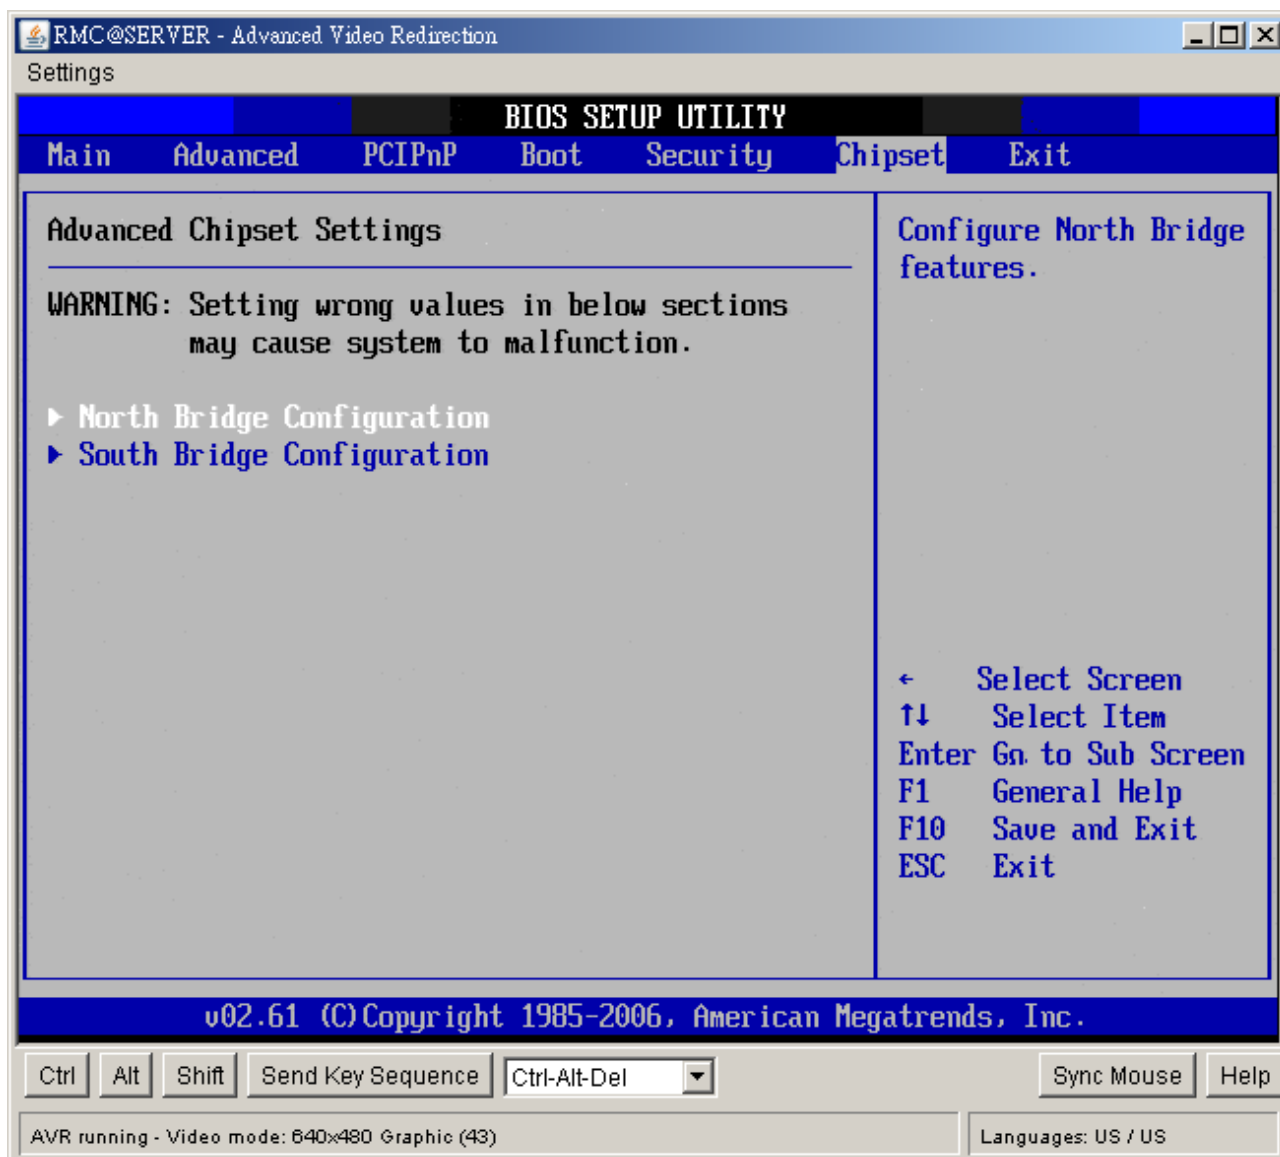 RMC@SERVER - Advanced Video Redirection
Settings
BIOS SETUP UTILITY
Main Advanced PCIPnP Boot Security Chipset Exit
Advanced Chipset Settings
WARNING: Setting wrong values in below sections
may cause system to malfunction.
► North Bridge Configuration
► South Bridge Configuration
Configure North Bridge
features.
← Select Screen
↑↓ Select Item
Enter Gn to Sub Screen
F1 General Help
F10 Save and Exit
ESC Exit
v02.61 (C)Copyright 1985-2006, American Megatrends, Inc.
Ctrl Alt Shift Send Key Sequence Ctrl-Alt-Del Sync Mouse Help
AVR running - Video mode: 640x480 Graphic (43) Languages: US / US